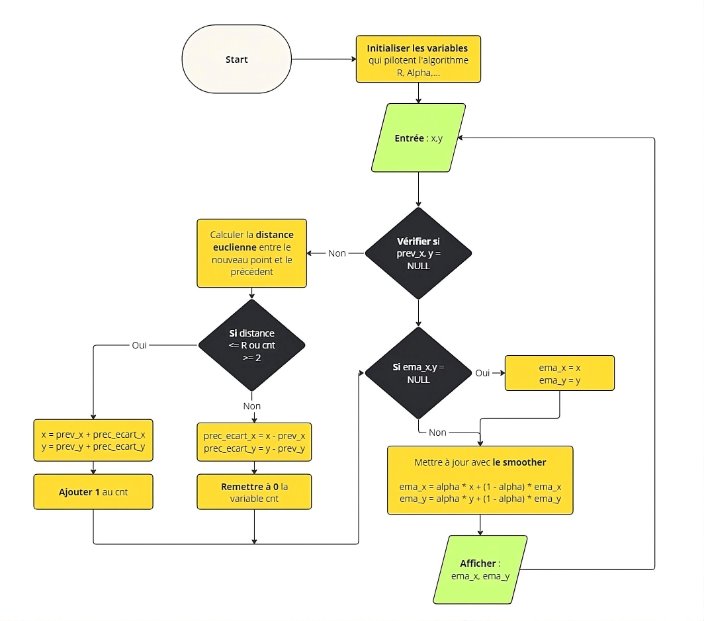 Start
Initialiser les variables
qui pilotent l'algorithme
R, Alpha,...
Entrée : x,y
Vérifier si
prev_x, y =
NULL
Non
Calculer la distance
euclienne entre le
nouveau point et le
précédent
Si distance
<= R ou cnt
>= 2
Oui
Non
x = prev_x + prec_ecart_x
y = prev_y + prec_ecart_y
Ajouter 1 au cnt
prec_ecart_x = x - prev_x
prec_ecart_y = y - prev_y
Remettre à 0 la
variable cnt
Si ema_x,y =
NULL
Oui
ema_x = x
ema_y = y
Non
Mettre à jour avec le smoother
ema_x = alpha * x + (1 - alpha) * ema_x
ema_y = alpha * y + (1 - alpha) * ema_y
Afficher :
ema_x, ema_y